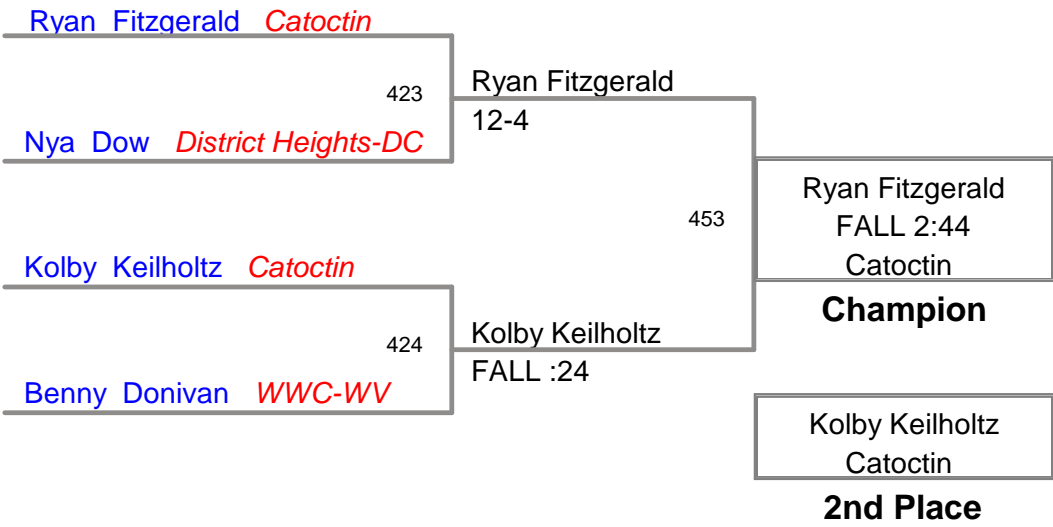 Ryan Fitzgerald Catoctin
423
Ryan Fitzgerald
12-4
Nya Dow District Heights-DC
453
Ryan Fitzgerald
FALL 2:44
Catoctin
Champion
Kolby Keilholtz Catoctin
424
Kolby Keilholtz
FALL :24
Benny Donivan WWC-WV
Kolby Keilholtz
Catoctin
2nd Place